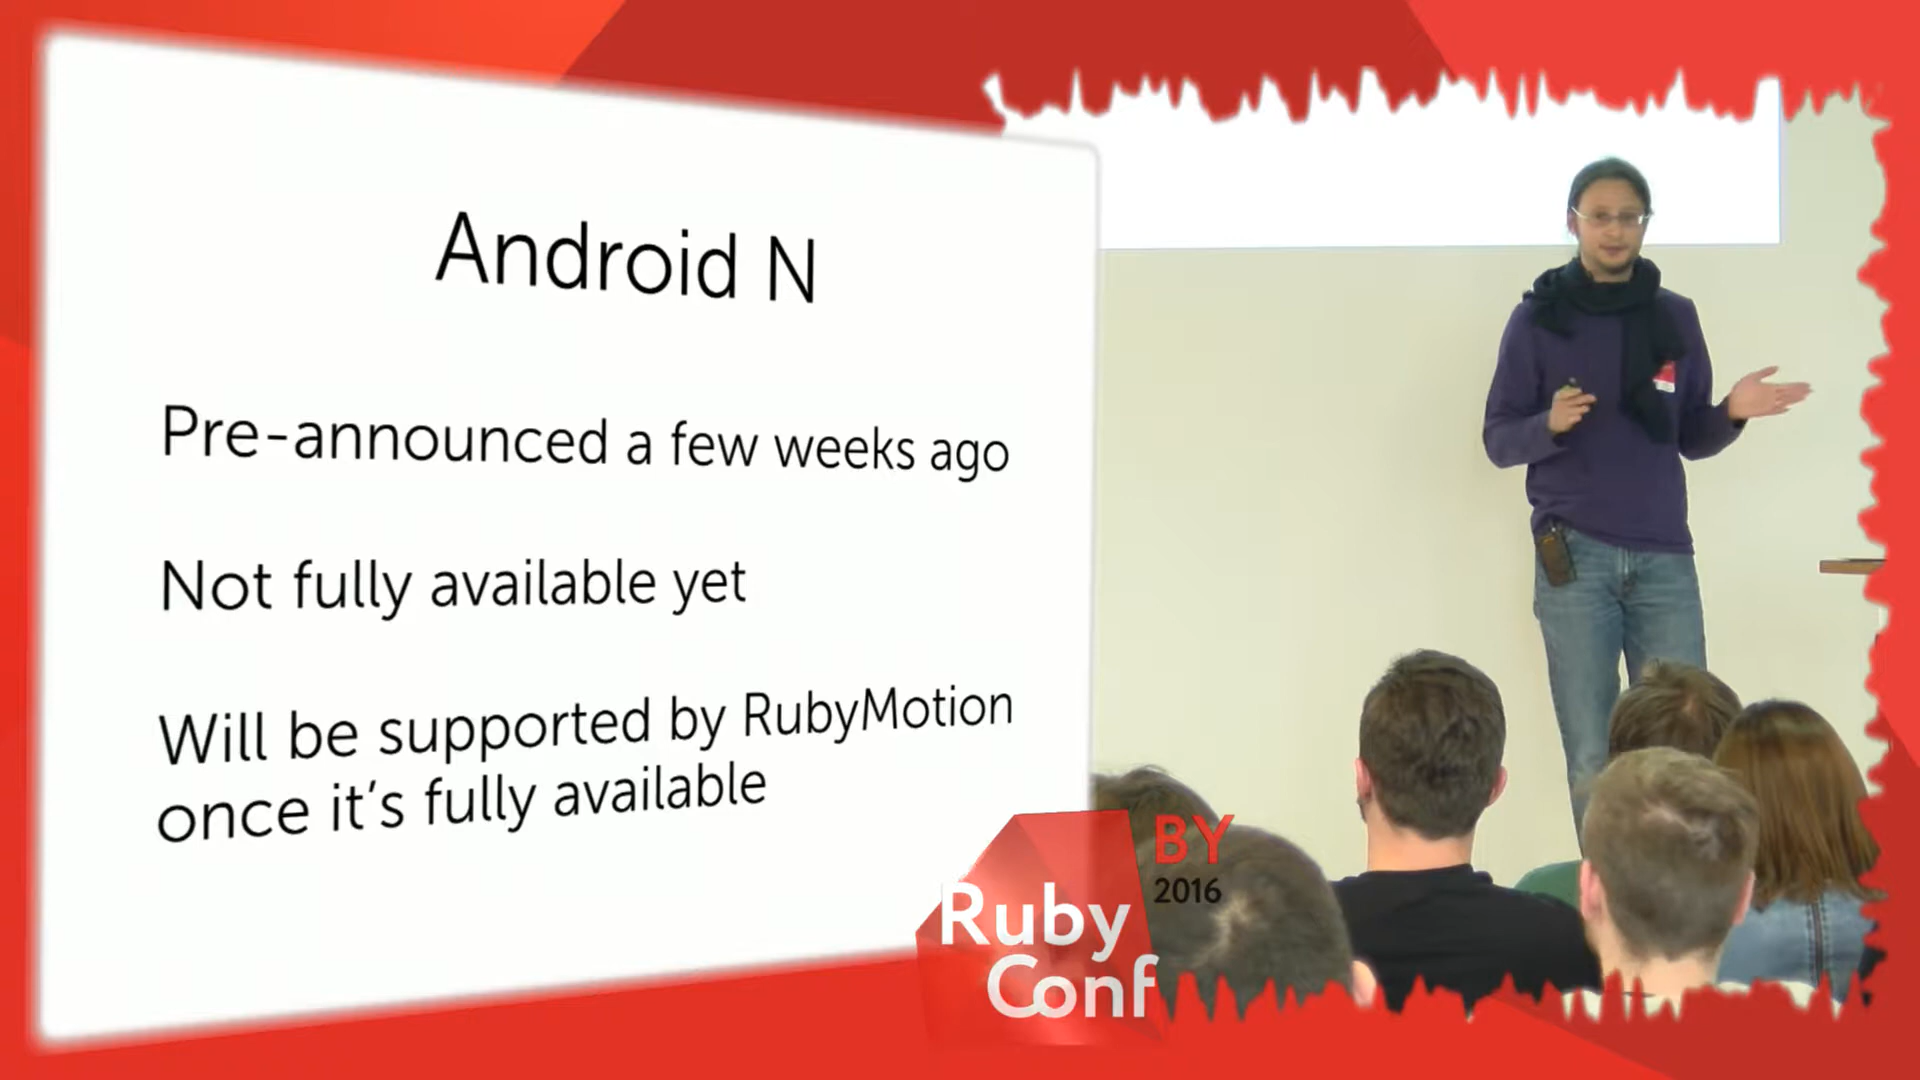 Android N
Pre-announced a few weeks ago
Not fully available yet
Will be supported by RubyMotion
once it's fully available
BY
2016
Ruby
Conf